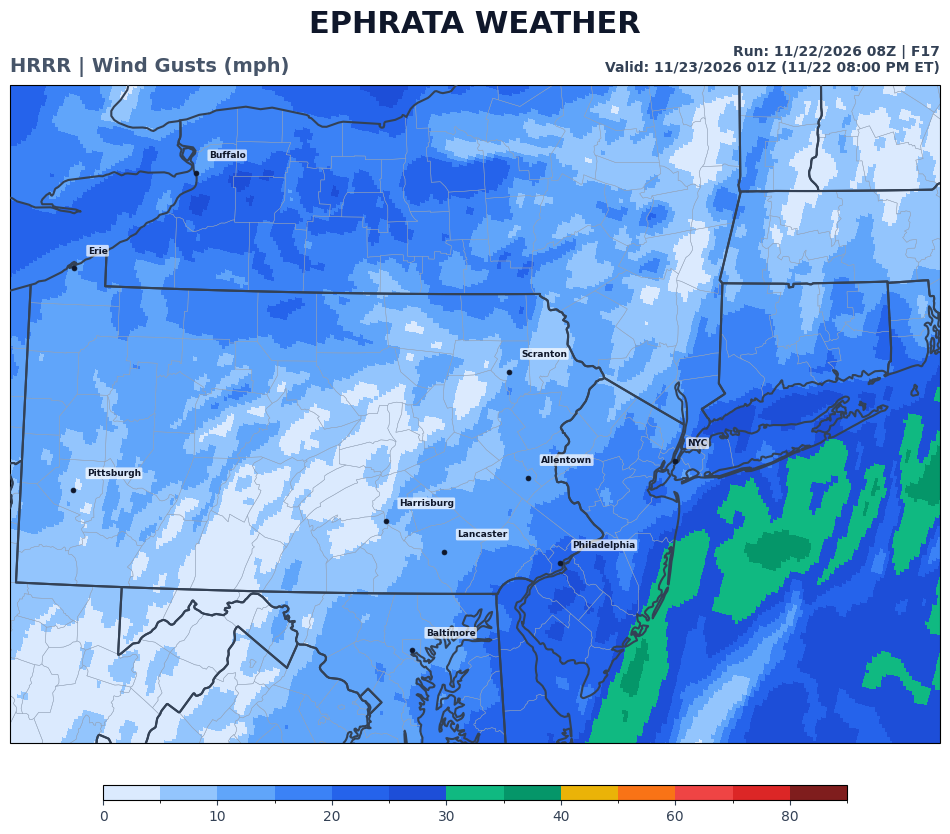 EPHRATA WEATHER
HRRR | Wind Gusts (mph)
Run: 11/22/2026 08Z | F17
Valid: 11/23/2026 01Z (11/22 08:00 PM ET)
Buffalo
Erie
Scranton
NYC
Allentown
Pittsburgh
Harrisburg
Lancaster
Philadelphia
Baltimore
0 10 20 30 40 50 60 70 80